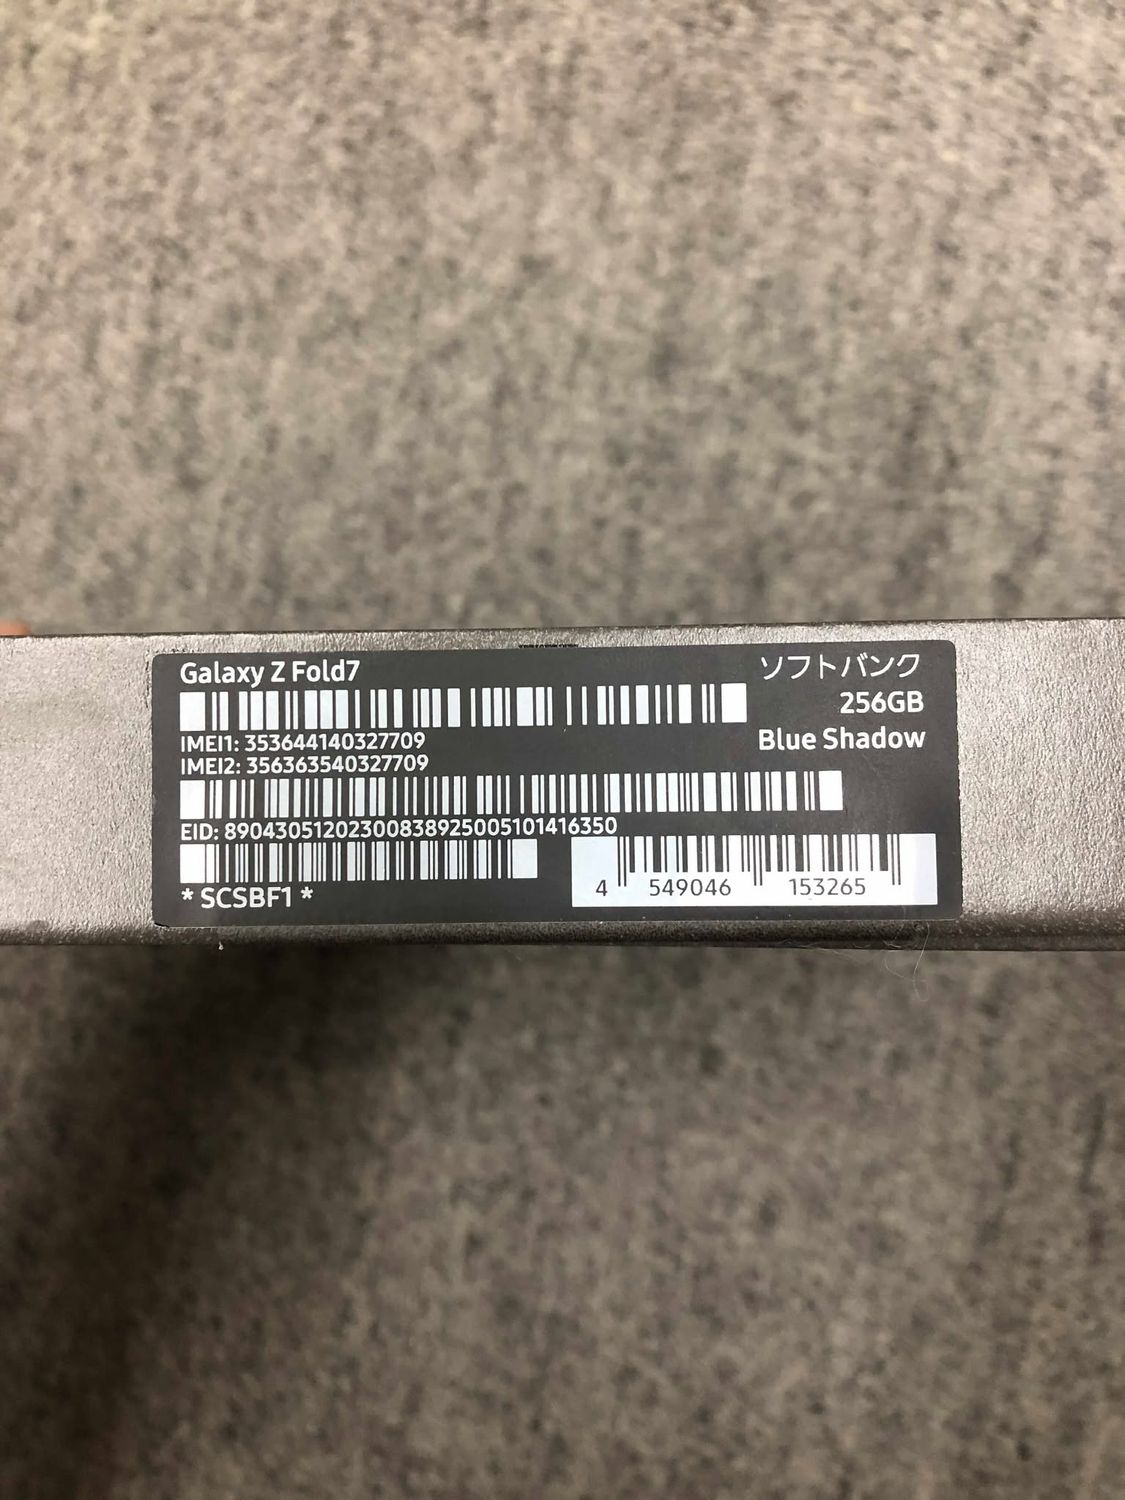 Galaxy Z Fold7
ソフトバンク
256GB
Blue Shadow
IMEI1: 353644140327709
IMEI2: 356363540327709
EID: 89043051202300838925005101416350
* SCSBF1 *
4 549046 153265